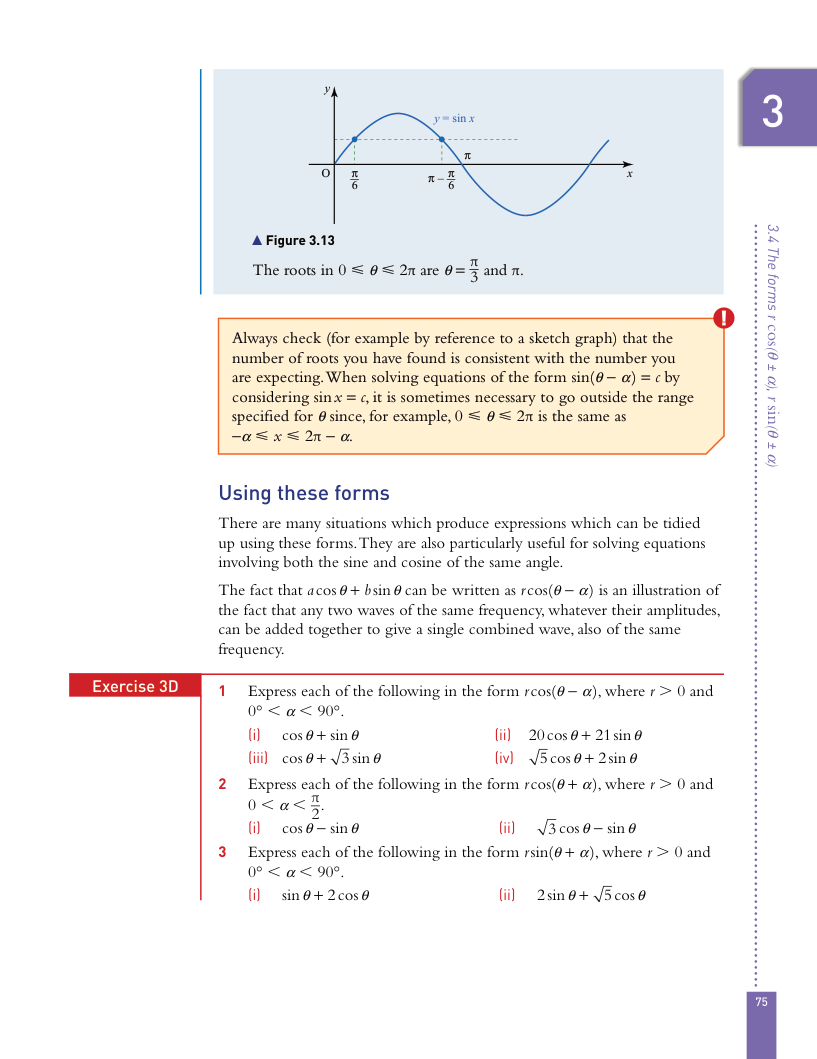 3
y
y = sin x
π
O
π/6
π – π/6
x
▲ Figure 3.13
The roots in 0 ⩽ θ ⩽ 2π are θ = π/3 and π.
!
Always check (for example by reference to a sketch graph) that the
number of roots you have found is consistent with the number you
are expecting. When solving equations of the form sin(θ – α) = c by
considering sin x = c, it is sometimes necessary to go outside the range
specified for θ since, for example, 0 ⩽ θ ⩽ 2π is the same as
–α ⩽ x ⩽ 2π – α.
3.4 The forms r cos(θ ± α), r sin(θ ± α)
Using these forms
There are many situations which produce expressions which can be tidied
up using these forms. They are also particularly useful for solving equations
involving both the sine and cosine of the same angle.
The fact that a cos θ + b sin θ can be written as r cos(θ – α) is an illustration of
the fact that any two waves of the same frequency, whatever their amplitudes,
can be added together to give a single combined wave, also of the same
frequency.
Exercise 3D
1 Express each of the following in the form r cos(θ – α), where r > 0 and
0° < α < 90°.
(i) cos θ + sin θ (ii) 20 cos θ + 21 sin θ
(iii) cos θ + √3 sin θ (iv) √5 cos θ + 2 sin θ
2 Express each of the following in the form r cos(θ + α), where r > 0 and
0 < α < π/2.
(i) cos θ – sin θ (ii) √3 cos θ – sin θ
3 Express each of the following in the form r sin(θ + α), where r > 0 and
0° < α < 90°.
(i) sin θ + 2 cos θ (ii) 2 sin θ + √5 cos θ
75